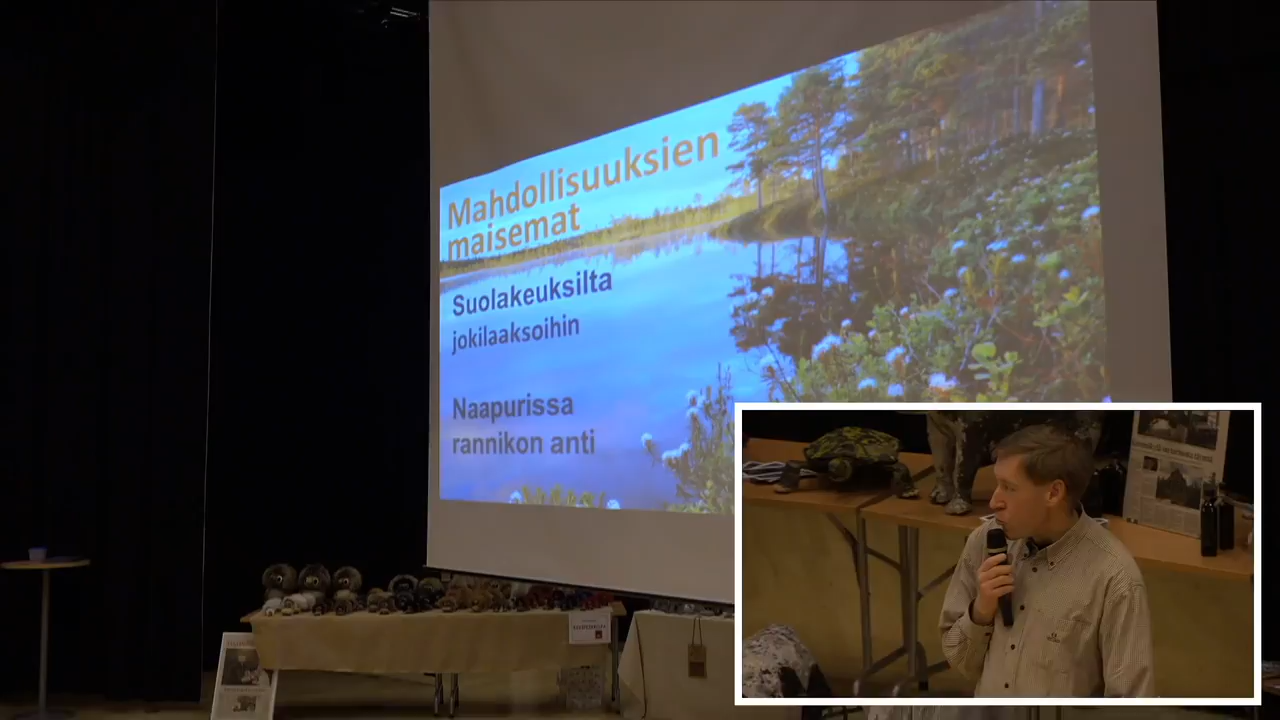 Mahdollisuuksien
maisemat
Suolakeuksilta
jokilaaksoihin
Naapurissa
rannikon anti